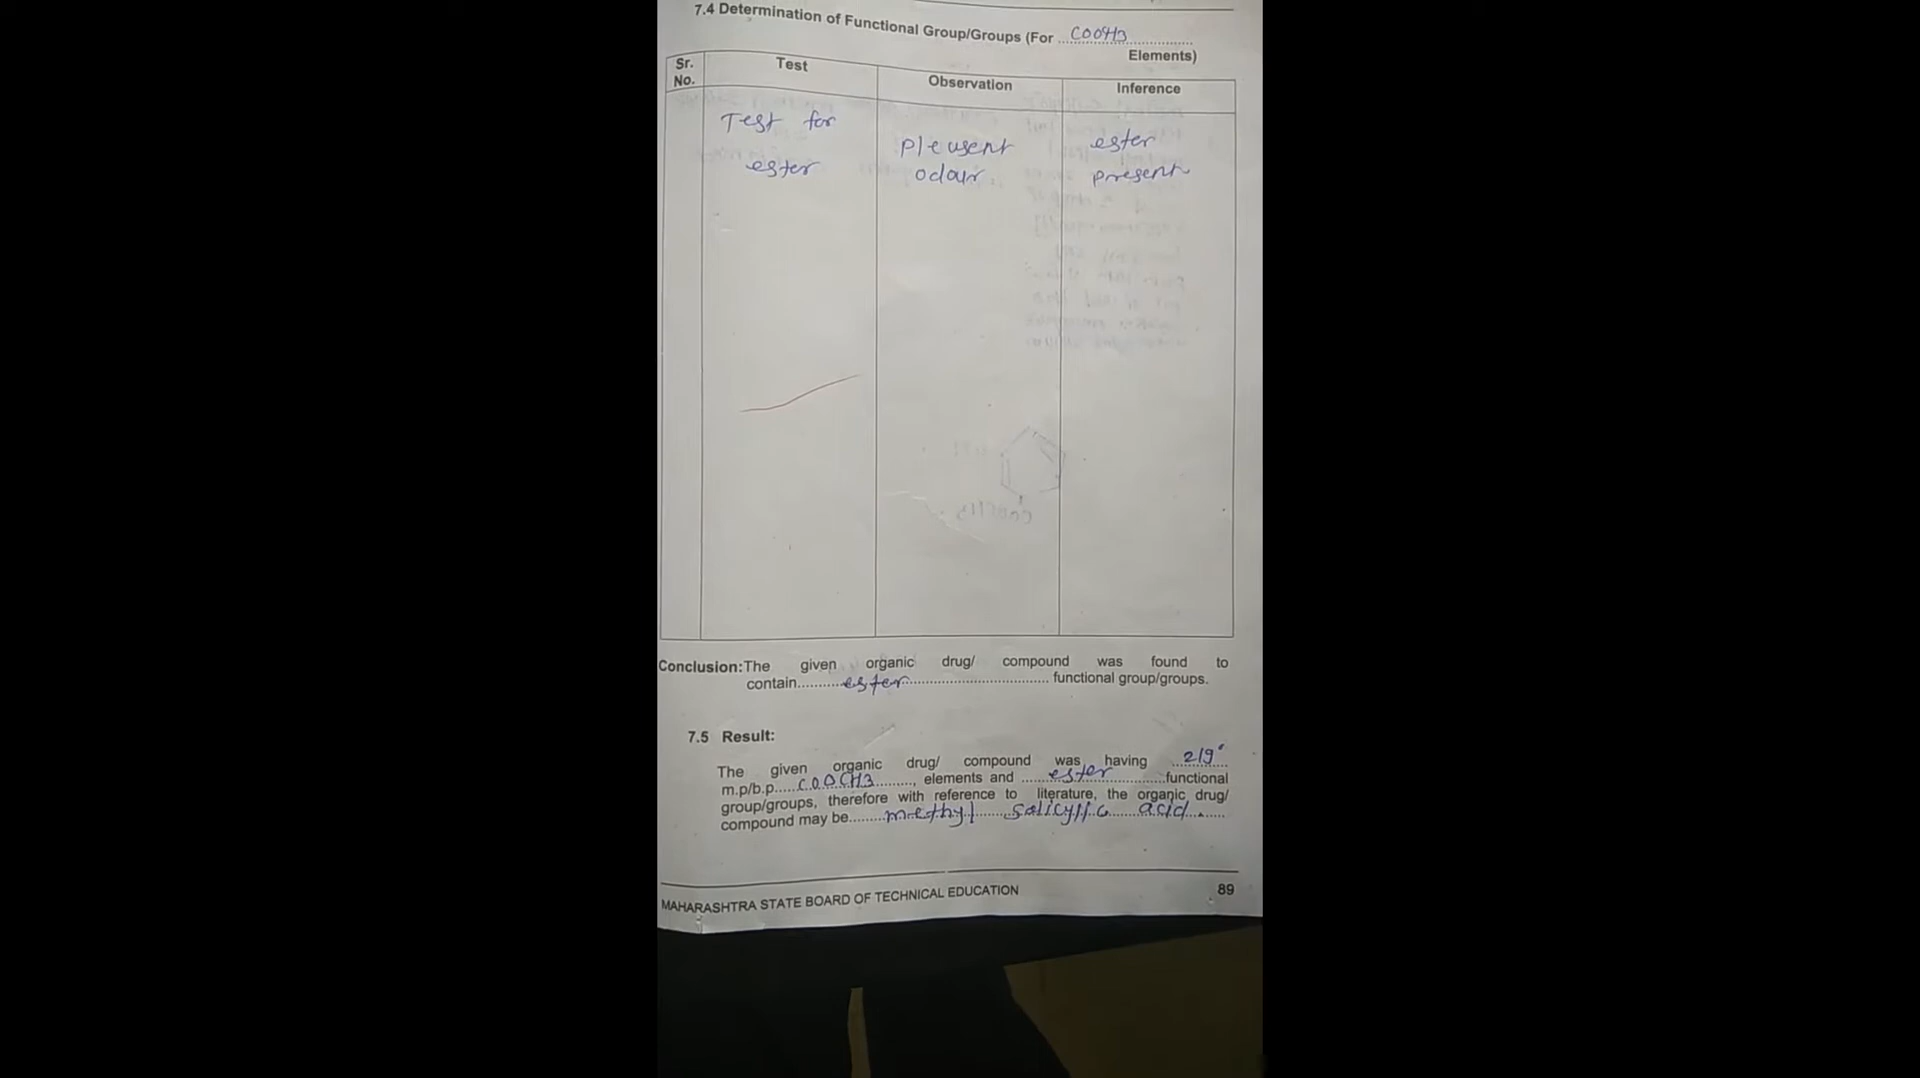 7.4 Determination of Functional Group/Groups (For ...COOH3...
Elements)
Sr. No. Test Observation Inference
Test for ester
pleusent odour
ester present
Conclusion: The given organic drug/ compound was found to
contain...ester... functional group/groups.
7.5 Result:
The given organic drug/ compound was having ...219°...
m.p/b.p....COOCH3..., elements and ...ester...functional
group/groups, therefore with reference to literature, the organic drug/
compound may be...methyl salicylic acid...
MAHARASHTRA STATE BOARD OF TECHNICAL EDUCATION 89